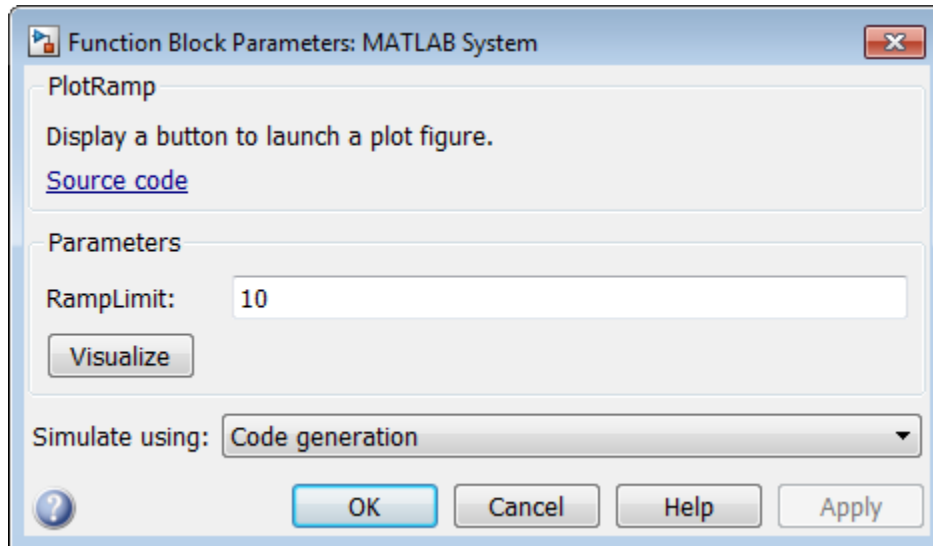 Function Block Parameters: MATLAB System
PlotRamp
Display a button to launch a plot figure.
Source code
Parameters
RampLimit: 10
Visualize
Simulate using: Code generation
? OK Cancel Help Apply